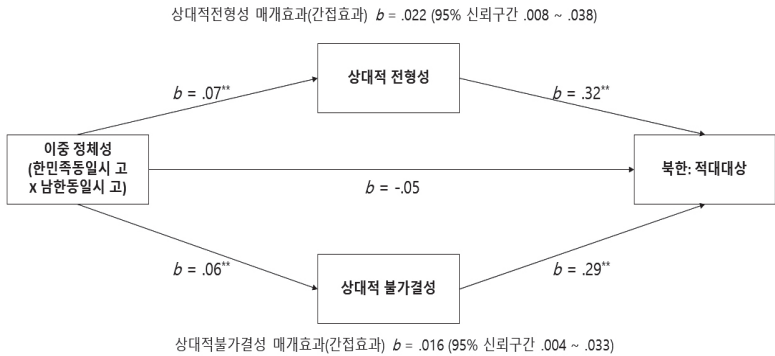 상대적전형성 매개효과(간접효과) b = .022 (95% 신뢰구간 .008 ~ .038)
상대적 전형성
b = .07**
b = .32**
이중 정체성
(한민족동일시 고
x 남한동일시 고)
북한: 적대대상
b = -.05
b = .06**
b = .29**
상대적 불가결성
상대적불가결성 매개효과(간접효과) b = .016 (95% 신뢰구간 .004 ~ .033)